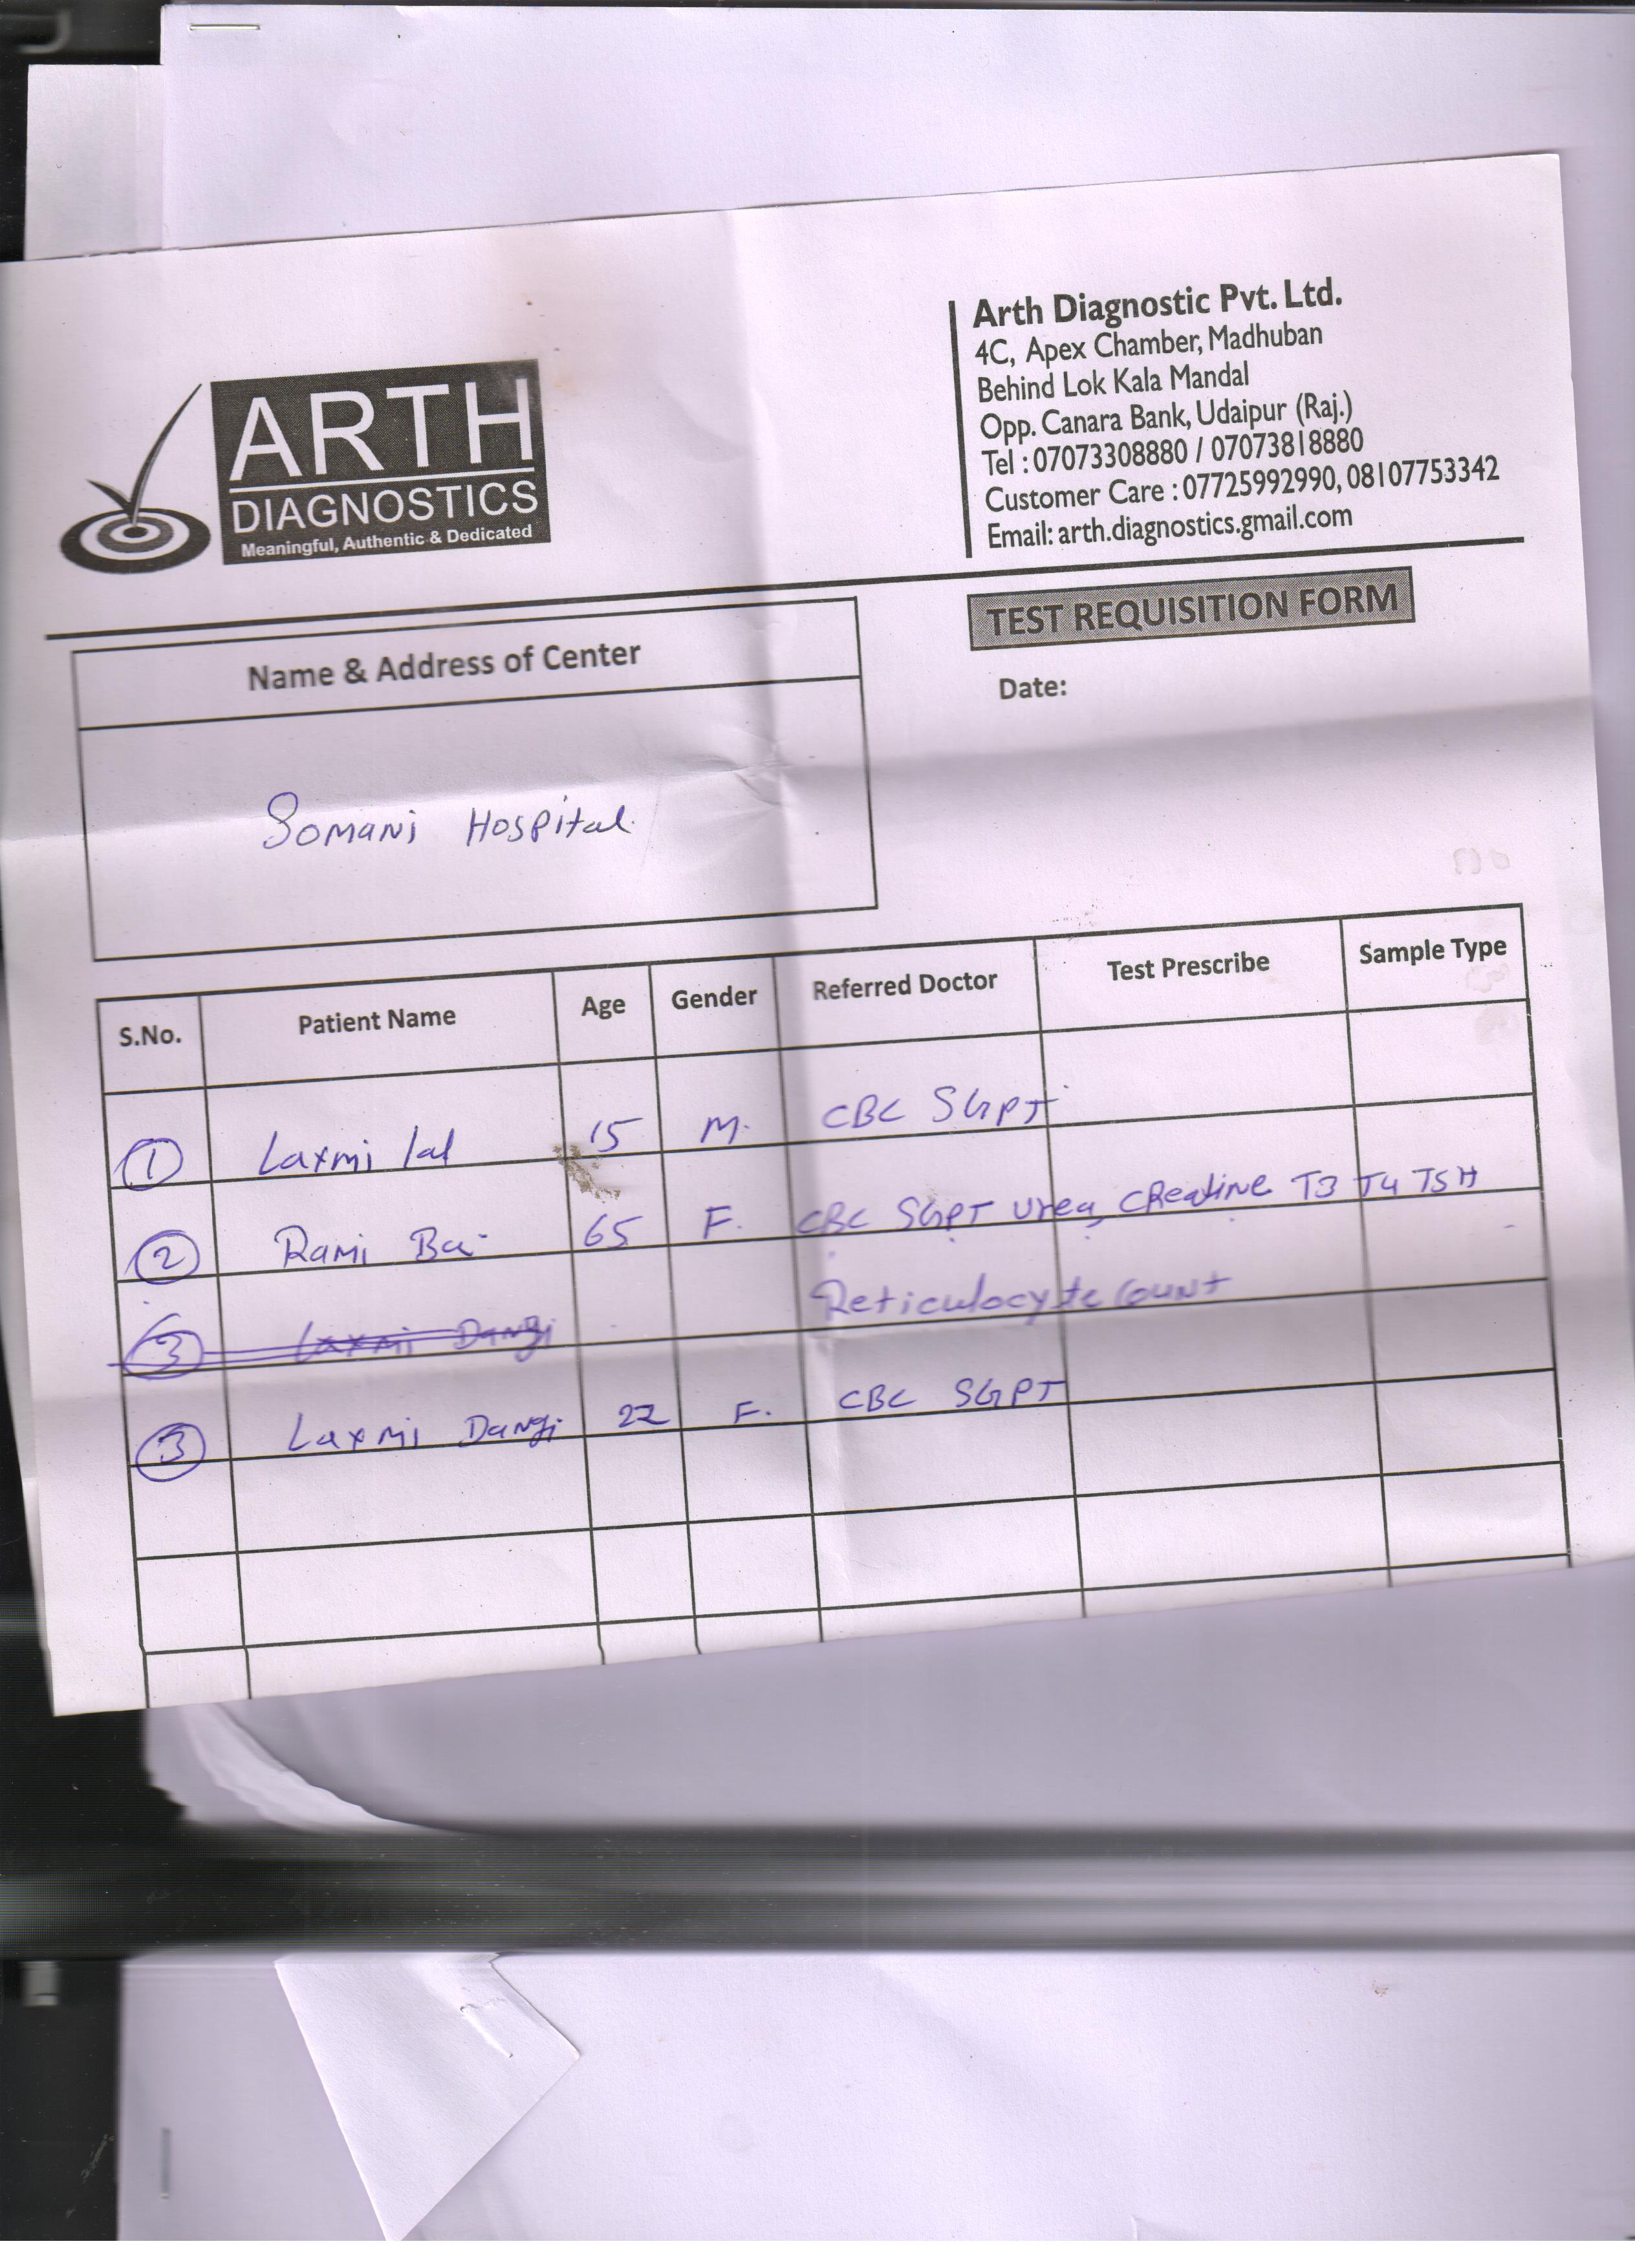 ARTH
DIAGNOSTICS
Meaningful, Authentic & Dedicated
Arth Diagnostic Pvt. Ltd.
4C, Apex Chamber, Madhuban
Behind Lok Kala Mandal
Opp. Canara Bank, Udaipur (Raj.)
Tel : 07073308880 / 07073818880
Customer Care : 07725992990, 08107753342
Email: arth.diagnostics.gmail.com
TEST REQUISITION FORM
Name & Address of Center
Date:
Somani Hospital
S.No. Patient Name Age Gender Referred Doctor Test Prescribe Sample Type
1 Laxmi lal 15 M. CBC SGPT
2 Rami Bai 65 F. CBC SGPT Urea, CReatine T3 T4 TSH
Reticulocyte Count
3 Laxmi Dangi
3 Laxmi Dangi 22 F. CBC SGPT